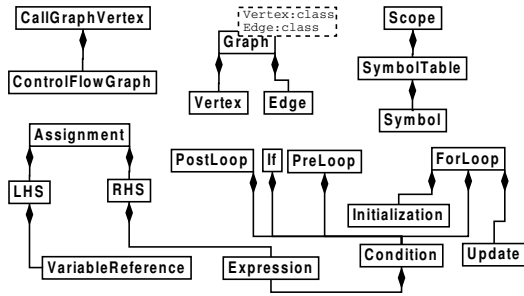 CallGraphVertex
Vertex:class
Edge:class
Scope
Graph
ControlFlowGraph
SymbolTable
Vertex
Edge
Symbol
Assignment
PostLoop
If
PreLoop
ForLoop
LHS
RHS
Initialization
VariableReference
Expression
Condition
Update